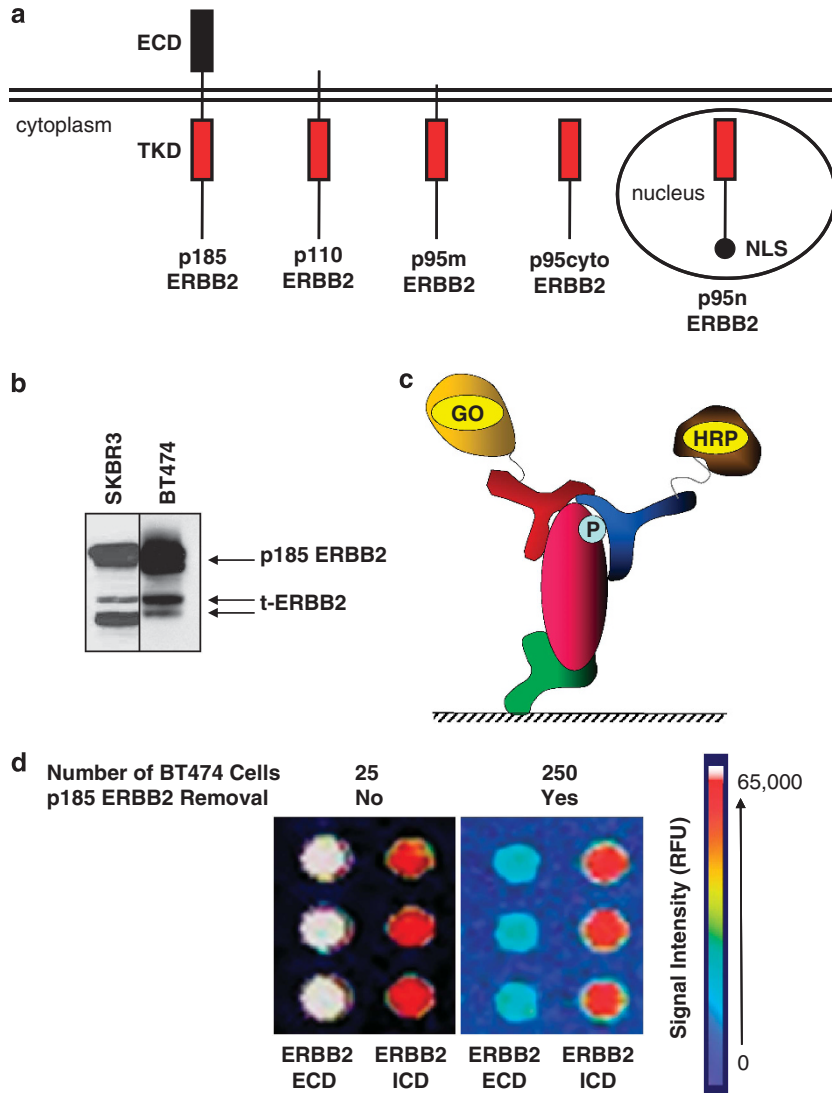 a
ECD
cytoplasm
TKD
nucleus
NLS
p185
ERBB2
p110
ERBB2
p95m
ERBB2
p95cyto
ERBB2
p95n
ERBB2
b
SKBR3
BT474
p185 ERBB2
t-ERBB2
c
GO
HRP
P
d
Number of BT474 Cells 25 250
p185 ERBB2 Removal No Yes
ERBB2 ERBB2 ERBB2 ERBB2
ECD ICD ECD ICD
Signal Intensity (RFU)
65,000
0